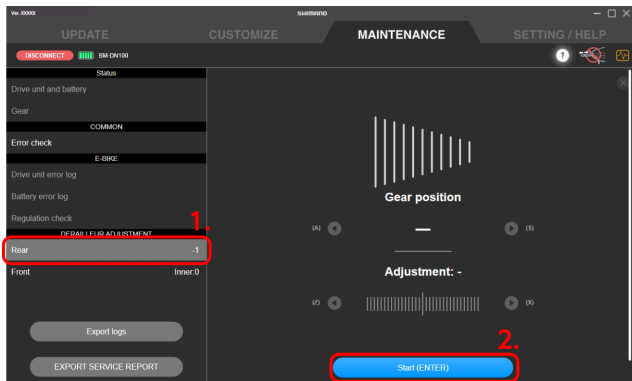 Ver. XXXXX
SHIMANO
UPDATE
CUSTOMIZE
MAINTENANCE
SETTING / HELP
DISCONNECT
BM-DN100
?
Status
Drive unit and battery
Gear
COMMON
Error check
E-BIKE
Drive unit error log
Battery error log
Regulation check
1.
DERAILLEUR ADJUSTMENT
Rear -1
Front Inner:0
Export logs
EXPORT SERVICE REPORT
Gear position
(A) — (S)
Adjustment: -
(Z) (X)
2.
Start (ENTER)